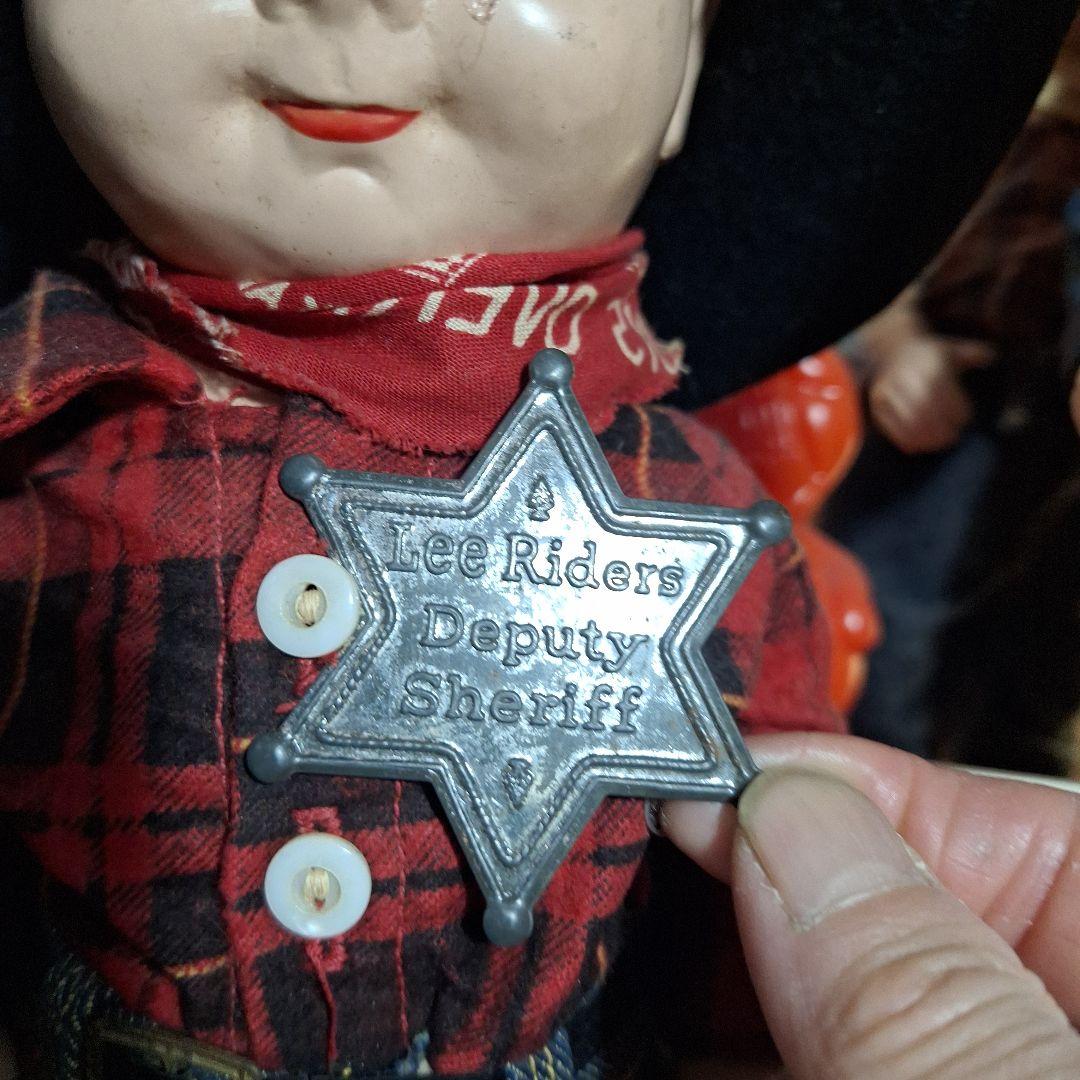 Lee Riders
Deputy
Sheriff